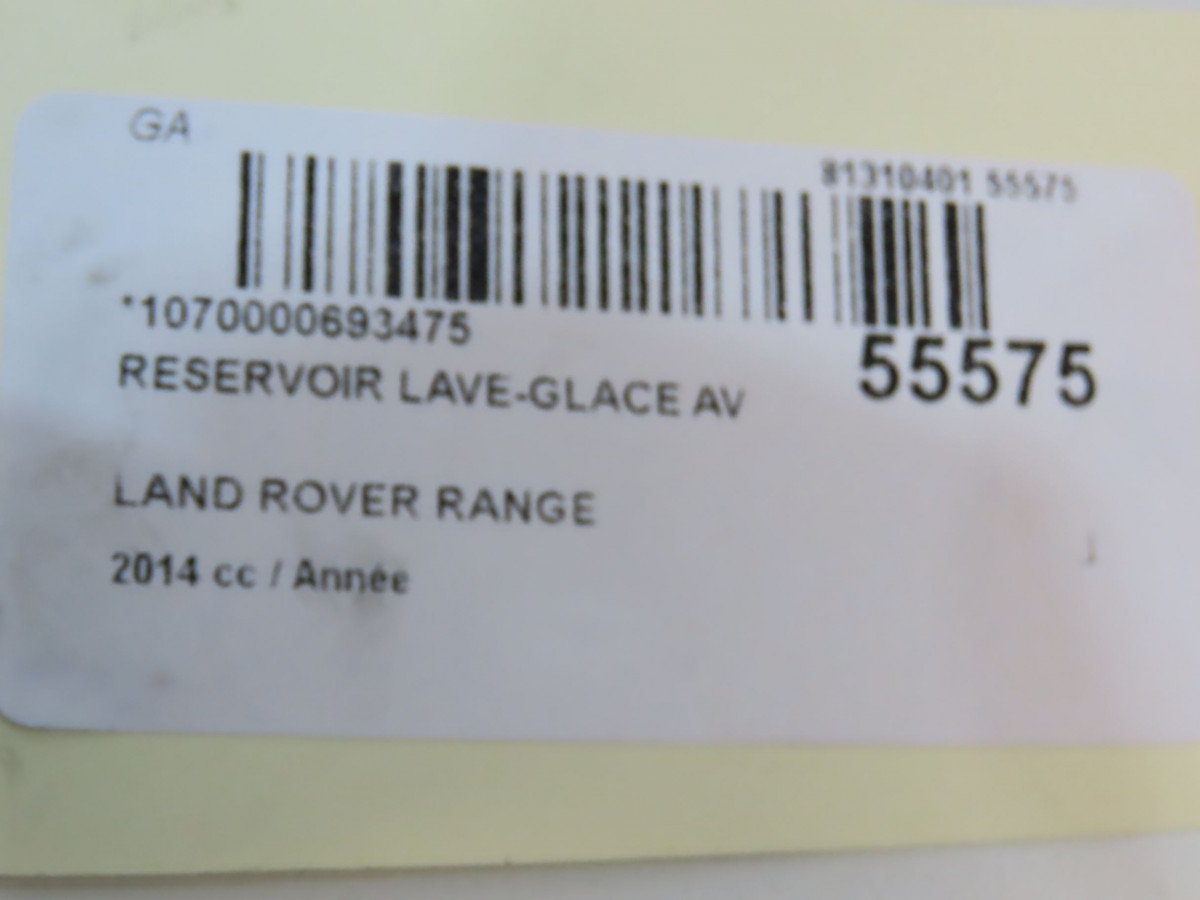 GA
81310401 55575
*1070000693475
55575
RESERVOIR LAVE-GLACE AV
LAND ROVER RANGE
2014 cc / Année